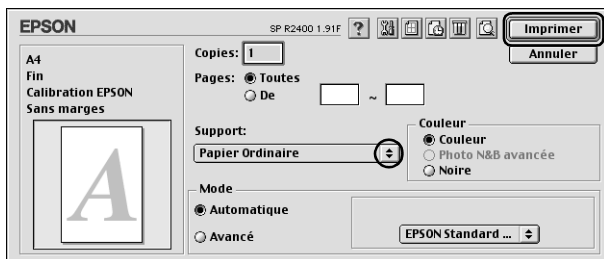 EPSON
SP R2400 1.91F
?
Imprimer
Annuler
A4
Fin
Calibration EPSON
Sans marges
A
Copies: 1
Pages: Toutes
De ~
Support:
Papier Ordinaire
Couleur
Couleur
Photo N&B avancée
Noire
Mode
Automatique
Avancé
EPSON Standard ...